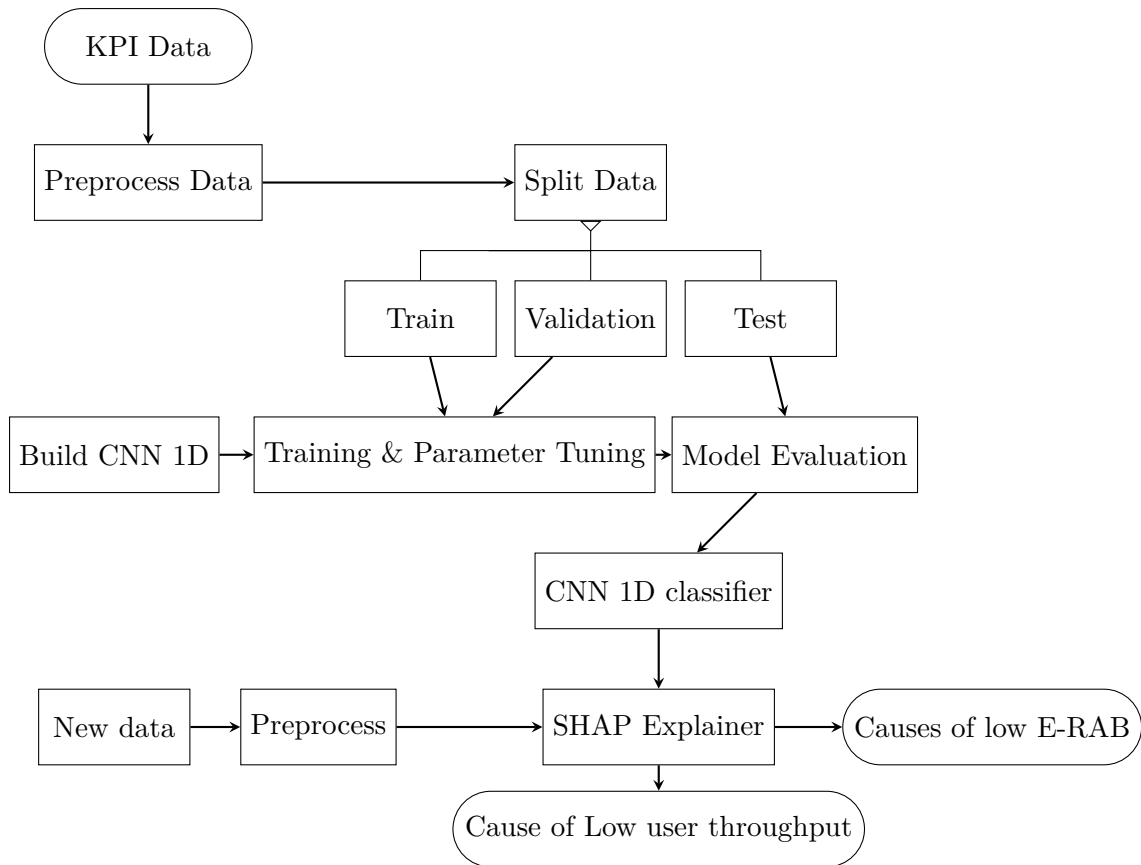 KPI Data
Preprocess Data
Split Data
Train
Validation
Test
Build CNN 1D
Training & Parameter Tuning
Model Evaluation
CNN 1D classifier
New data
Preprocess
SHAP Explainer
Causes of low E-RAB
Cause of Low user throughput